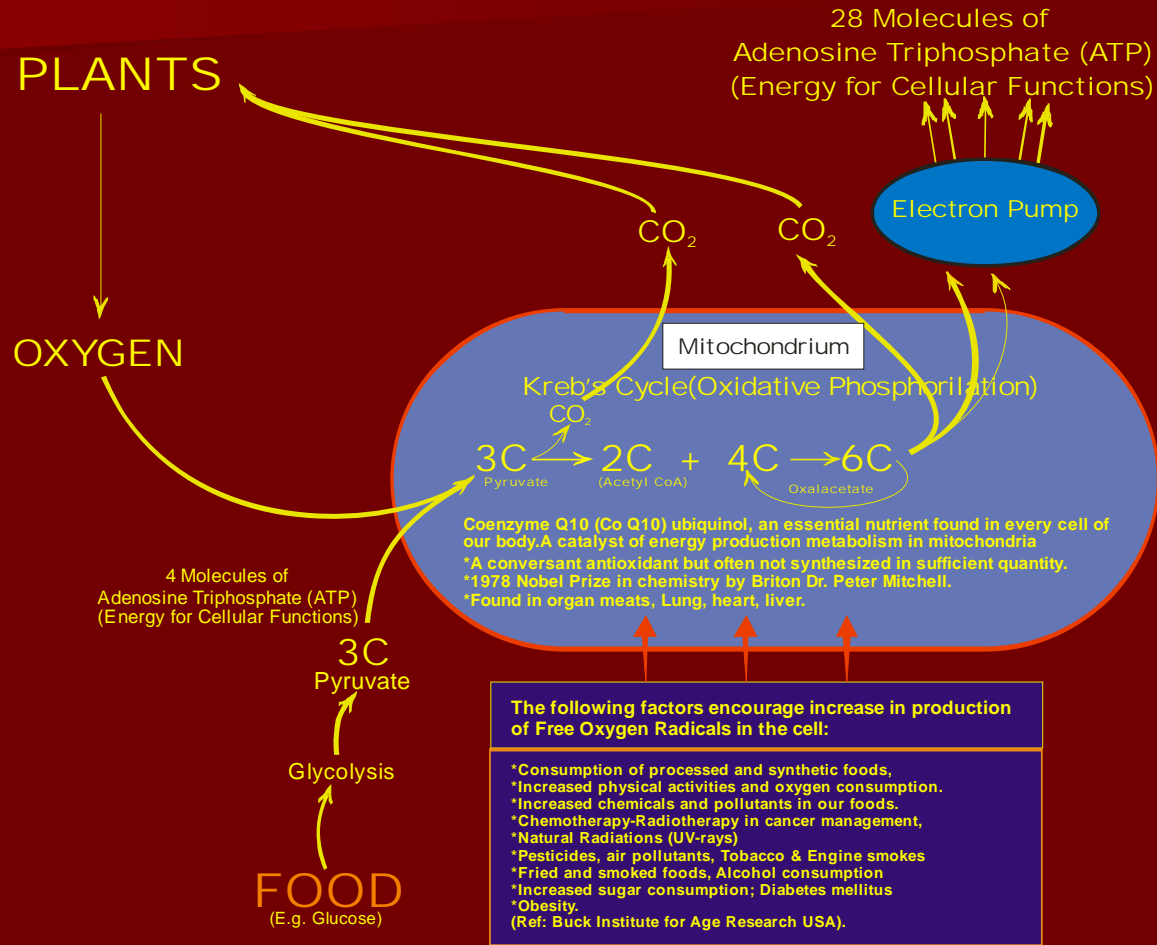 28 Molecules of
Adenosine Triphosphate (ATP)
(Energy for Cellular Functions)
PLANTS
Electron Pump
CO₂
CO₂
OXYGEN
Mitochondrium
Kreb's Cycle(Oxidative Phosphorilation)
CO₂
3C 2C + 4C 6C
Pyruvate (Acetyl CoA) Oxalacetate
Coenzyme Q10 (Co Q10) ubiquinol, an essential nutrient found in every cell of
our body.A catalyst of energy production metabolism in mitochondria
*A conversant antioxidant but often not synthesized in sufficient quantity.
*1978 Nobel Prize in chemistry by Briton Dr. Peter Mitchell.
*Found in organ meats, Lung, heart, liver.
4 Molecules of
Adenosine Triphosphate (ATP)
(Energy for Cellular Functions)
3C
Pyruvate
Glycolysis
FOOD
(E.g. Glucose)
The following factors encourage increase in production
of Free Oxygen Radicals in the cell:
*Consumption of processed and synthetic foods,
*Increased physical activities and oxygen consumption.
*Increased chemicals and pollutants in our foods.
*Chemotherapy-Radiotherapy in cancer management,
*Natural Radiations (UV-rays)
*Pesticides, air pollutants, Tobacco & Engine smokes
*Fried and smoked foods, Alcohol consumption
*Increased sugar consumption; Diabetes mellitus
*Obesity.
(Ref: Buck Institute for Age Research USA).